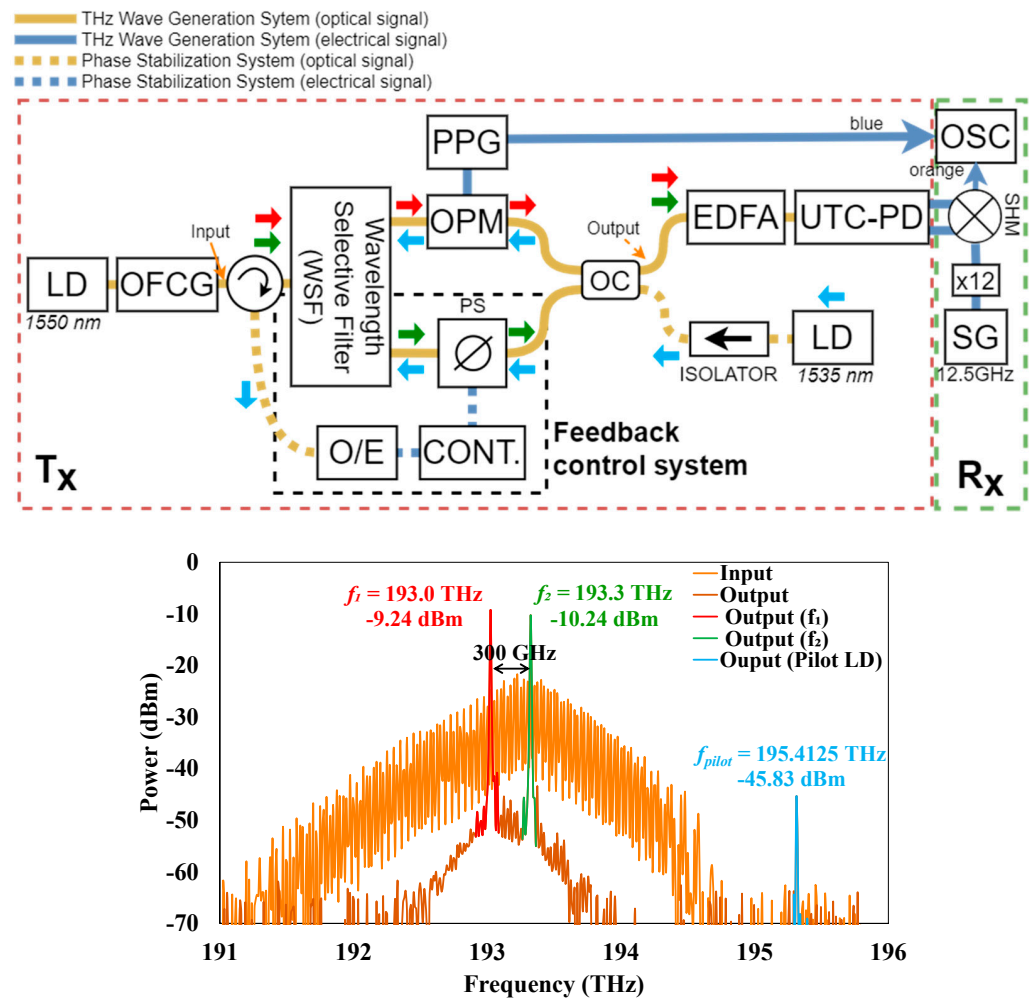 THz Wave Generation Sytem (optical signal)
THz Wave Generation Sytem (electrical signal)
Phase Stabilization System (optical signal)
Phase Stabilization System (electrical signal)
PPG
blue
OSC
orange
Wavelength
Selective Filter
(WSF)
OPM
EDFA
UTC-PD
SHM
Input
Output
LD
OFCG
OC
x12
PS
1550 nm
∅
LD
SG
ISOLATOR
1535 nm
12.5GHz
O/E
CONT.
Feedback
control system
Tx
Rx
0
-10
-20
-30
-40
-50
-60
-70
Power (dBm)
f₁ = 193.0 THz
-9.24 dBm
f₂ = 193.3 THz
-10.24 dBm
300 GHz
Input
Output
Output (f₁)
Output (f₂)
Ouput (Pilot LD)
fpilot = 195.4125 THz
-45.83 dBm
191
192
193
194
195
196
Frequency (THz)